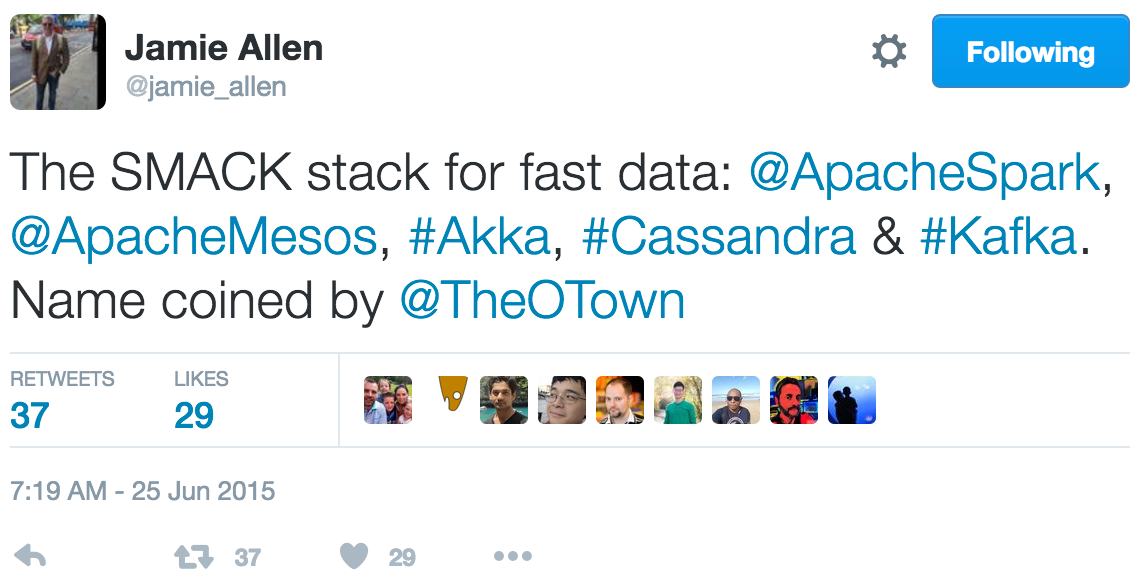 Jamie Allen
@jamie_allen
Following
The SMACK stack for fast data: @ApacheSpark,
@ApacheMesos, #Akka, #Cassandra & #Kafka.
Name coined by @TheOTown
RETWEETS LIKES
37 29
7:19 AM - 25 Jun 2015
37 29